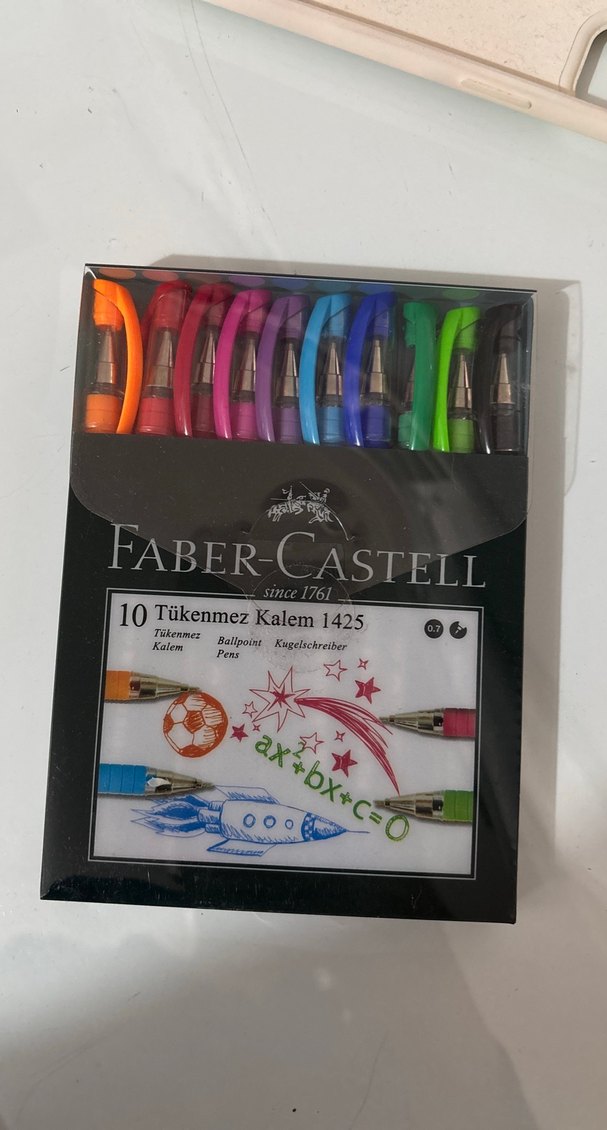 FABER-CASTELL
since 1761
10 Tükenmez Kalem 1425
Tükenmez Kalem
Ballpoint Pens
Kugelschreiber
0.7
ax²+bx+c=0